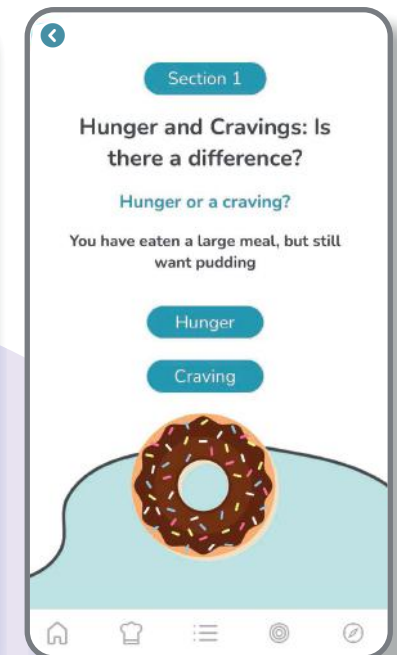 Section 1
Hunger and Cravings: Is
there a difference?
Hunger or a craving?
You have eaten a large meal, but still
want pudding
Hunger
Craving